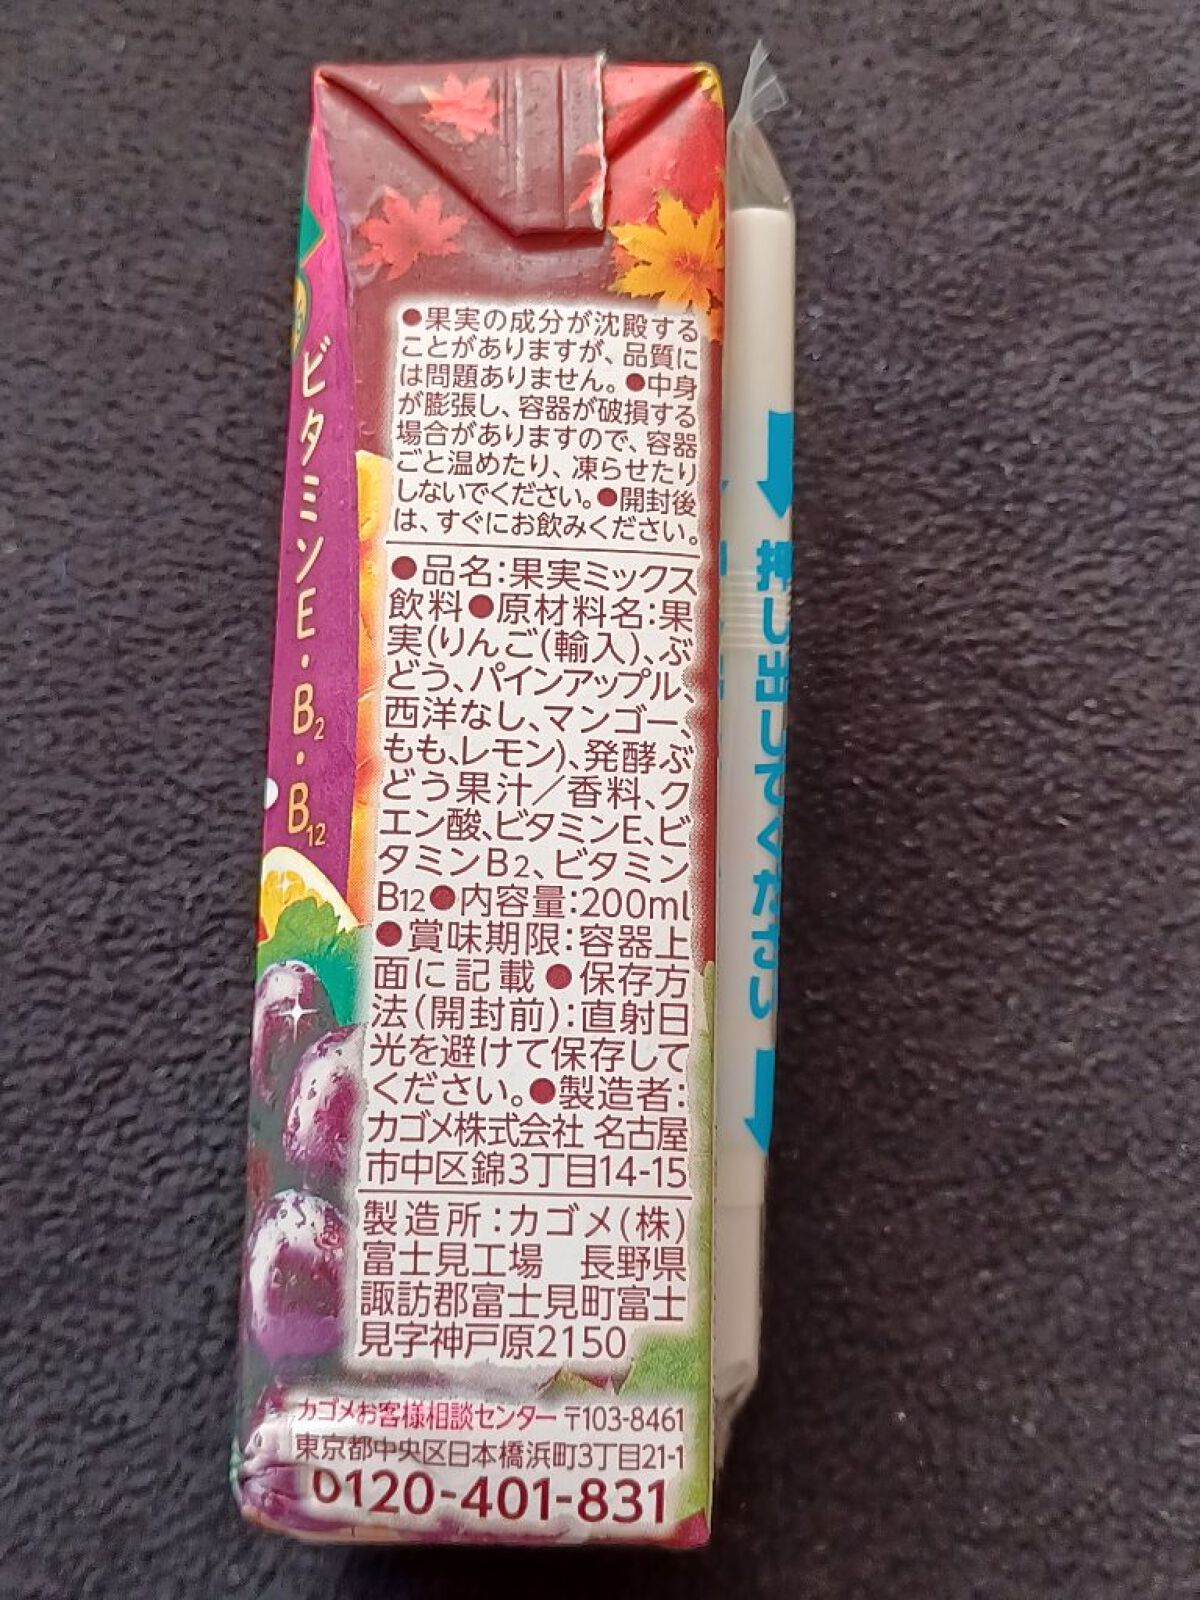 ●果実の成分が沈殿する
ことがありますが、品質に
は問題ありません。●中身
が膨張し、容器が破損する
場合がありますので、容器
ごと温めたり、凍らせたり
しないでください。●開封後
は、すぐにお飲みください。
●品名:果実ミックス
飲料●原材料名:果
実(りんご(輸入)、ぶ
どう、パインアップル、
西洋なし、マンゴー、
もも、レモン)、発酵ぶ
どう果汁／香料、ク
エン酸、ビタミンE、ビ
タミンB2、ビタミン
B12●内容量:200ml
●賞味期限:容器上
面に記載●保存方
法(開封前):直射日
光を避けて保存して
ください。●製造者:
カゴメ株式会社 名古屋
市中区錦3丁目14-15
製造所:カゴメ(株)
富士見工場 長野県
諏訪郡富士見町富士
見字神戸原2150
カゴメお客様相談センター 〒103-8461
東京都中央区日本橋浜町3丁目21-1
0120-401-831
ビタミンE・B2・B12
押し出してください